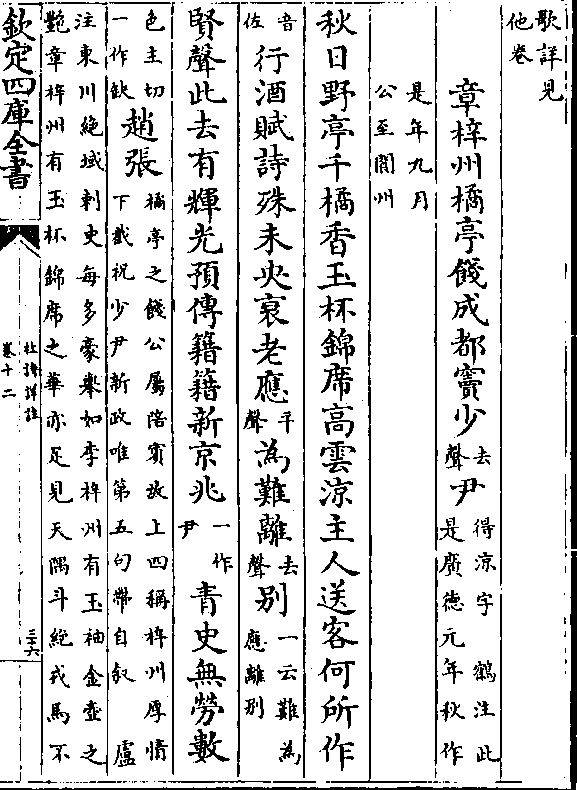 歌詳見
他卷
章梓州橘亭餞成都竇少去聲尹得涼字 鶴注此是廣德元年秋作
是年九月
公至閬州
秋日野亭千橘香玉杯錦席高雲涼主人送客何所作
音佐行酒賦詩殊未央衰老應平聲為難離去聲别一云難為應離别
賢聲此去有輝光預傳籍籍新京兆一作尹青史無勞數
色主切一作缺趙張橘亭之餞公屬陪賓故上四稱梓州厚情下截祝少尹新政唯第五句帶自叙 盧
注東川絶域刺史每多豪舉如李梓州有玉袖金壺之
艷章梓州有玉杯錦席之華亦足見天隅斗絶戎馬不
欽定四庫全書
杜詩詳註
卷十二
三十六